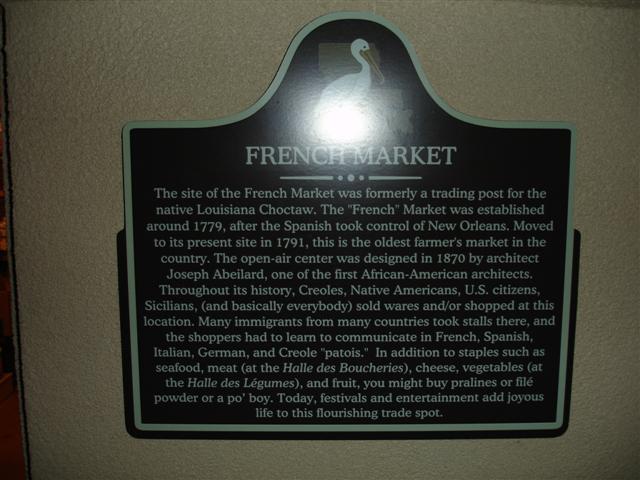 FRENCH MARKET
The site of the French Market was formerly a trading post for the
native Louisiana Choctaw. The "French" Market was established
around 1779, after the Spanish took control of New Orleans. Moved
to its present site in 1791, this is the oldest farmer's market in the
country. The open-air center was designed in 1870 by architect
Joseph Abeilard, one of the first African-American architects.
Throughout its history, Creoles, Native Americans, U.S. citizens,
Sicilians, (and basically everybody) sold wares and/or shopped at this
location. Many immigrants from many countries took stalls there, and
the shoppers had to learn to communicate in French, Spanish,
Italian, German, and Creole "patois." In addition to staples such as
seafood, meat (at the Halle des Boucheries), cheese, vegetables (at
the Halle des Légumes), and fruit, you might buy pralines or filé
powder or a po' boy. Today, festivals and entertainment add joyous
life to this flourishing trade spot.